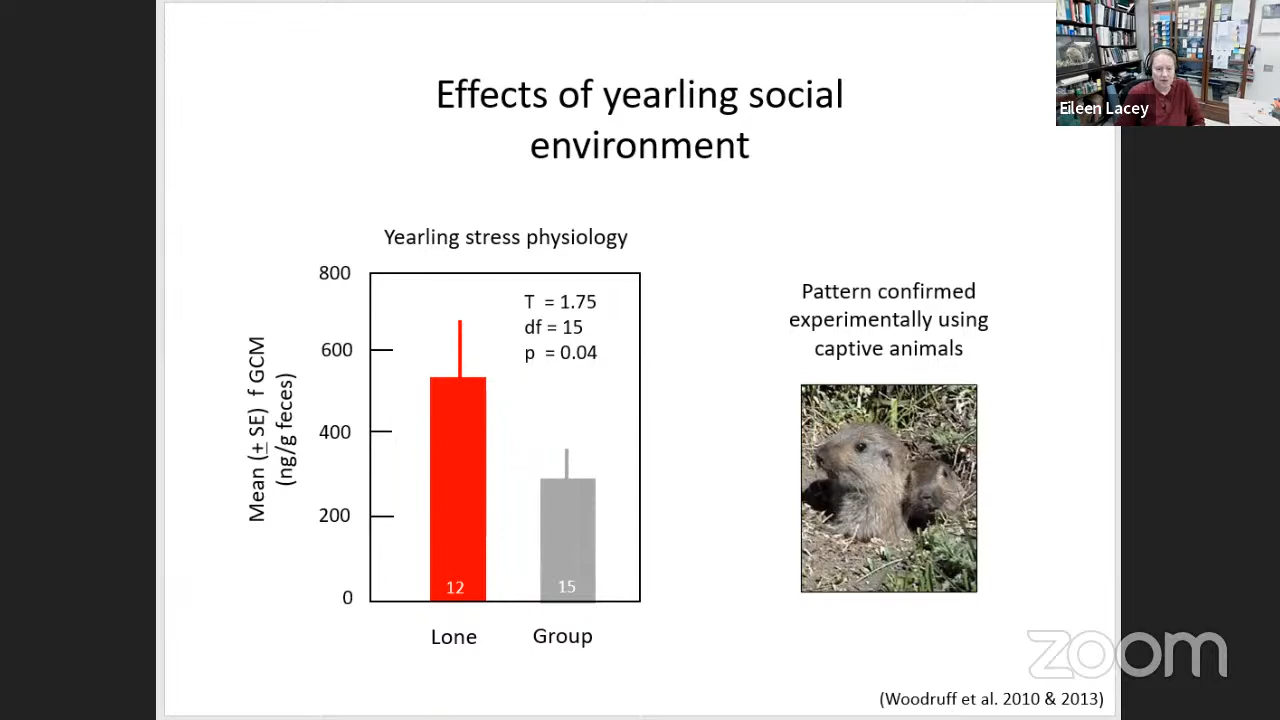 Effects of yearling social
environment
Eileen Lacey
Yearling stress physiology
800
600
400
200
0
Mean (± SE) f GCM
(ng/g feces)
T = 1.75
df = 15
p = 0.04
12
15
Lone
Group
Pattern confirmed
experimentally using
captive animals
zoom
(Woodruff et al. 2010 & 2013)